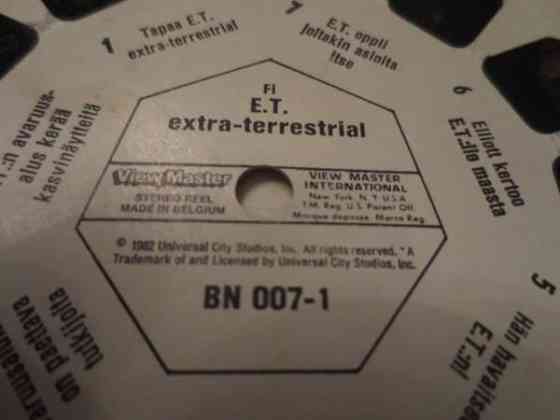 FI
E.T.
extra-terrestrial
View Master
STEREO REEL
MADE IN BELGIUM
VIEW MASTER
INTERNATIONAL
New York, N.Y. U.S.A.
T.M. Reg. U.S. Patent Off.
Marque deposee. Marca Reg.
© 1982 Universal City Studios, Inc. All rights reserved. * A
Trademark of and Licensed by Universal City Studios, Inc.
BN 007-1
1
Tapaa E.T.
extra-terrestrial
7
E.T. oppii
joitakin asioita
itse
6
Elliott kertoo
E.T:lle maasta
5
Hän havaitsee
E.T.:n!
avaruus-
alus kerää
kasvinäytteitä
on paettava
tutkijoita